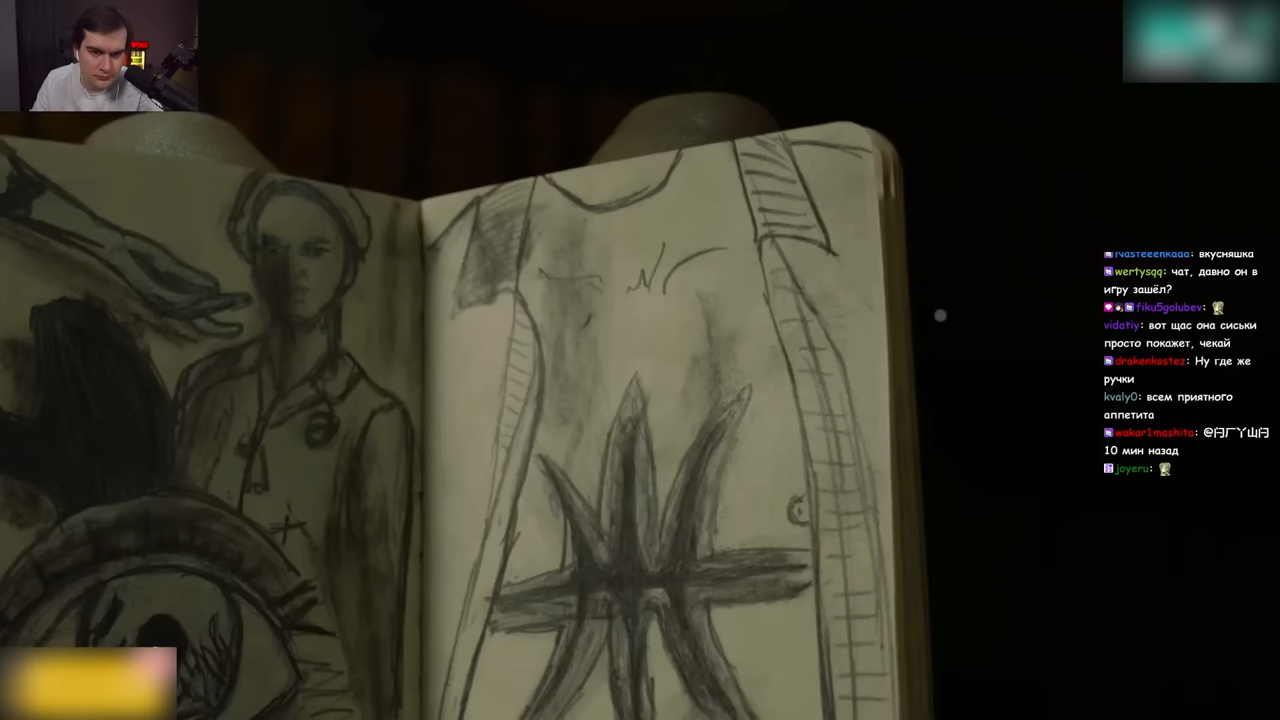 Nasteeenkaaa: вкусняшка
wertysqq: чат, давно он в
игру зашёл?
fiku5golubev:
vidatiy: вот щас она сиськи
просто покажет, чекай
drakenkostez: Ну где же
ручки
kvaly0: всем приятного
аппетита
wakar1mashita: @闩厂丫山闩
10 мин назад
joyeru: